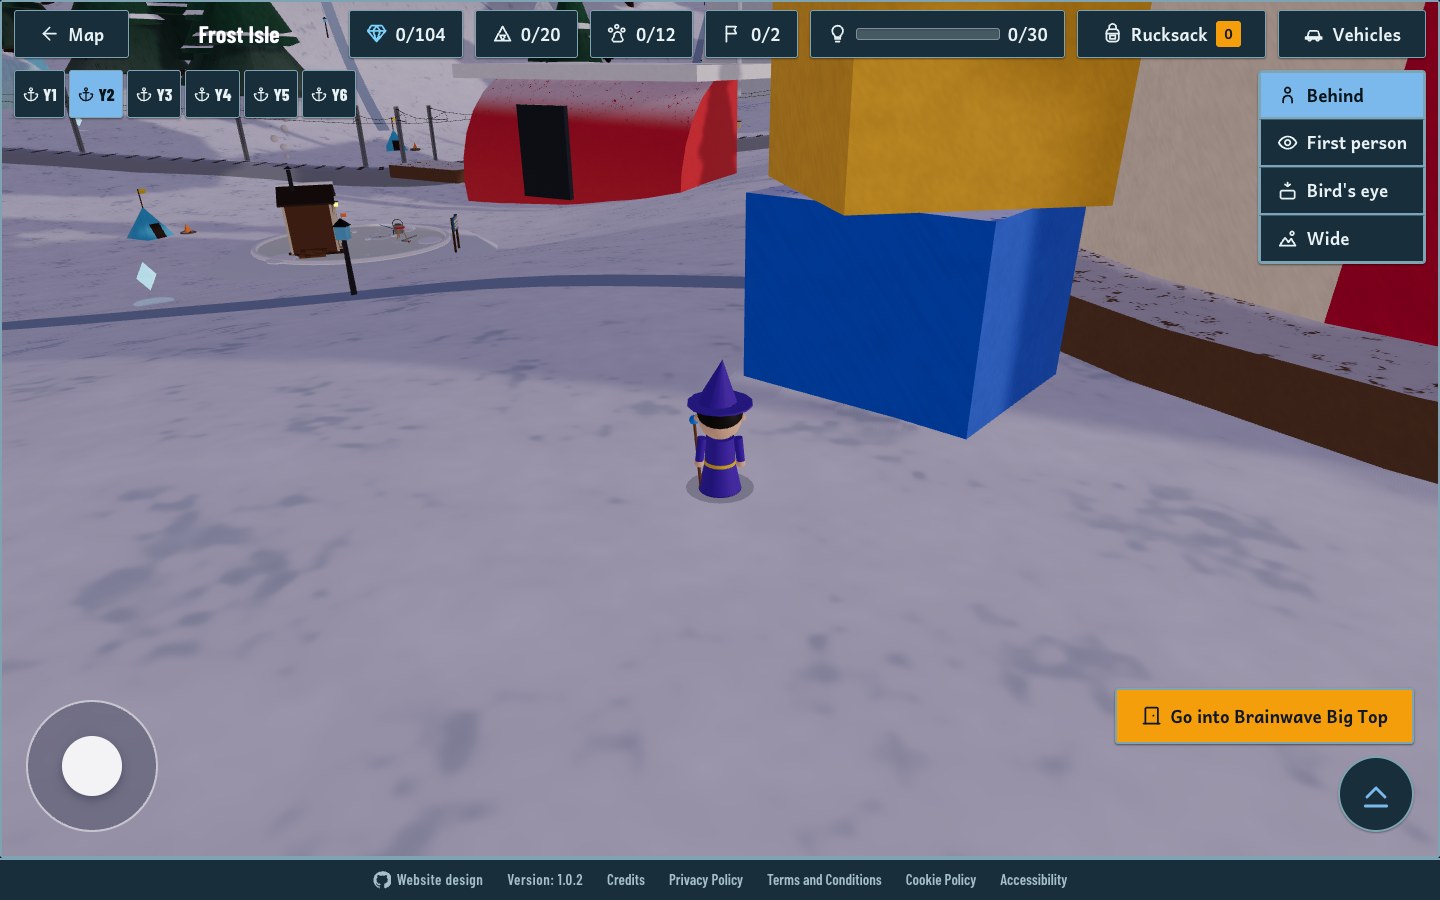 Map
Frost Isle
0/104
0/20
0/12
0/2
0/30
Rucksack 0
Vehicles
Y1
Y2
Y3
Y4
Y5
Y6
Behind
First person
Bird's eye
Wide
Go into Brainwave Big Top
Website design
Version: 1.0.2
Credits
Privacy Policy
Terms and Conditions
Cookie Policy
Accessibility